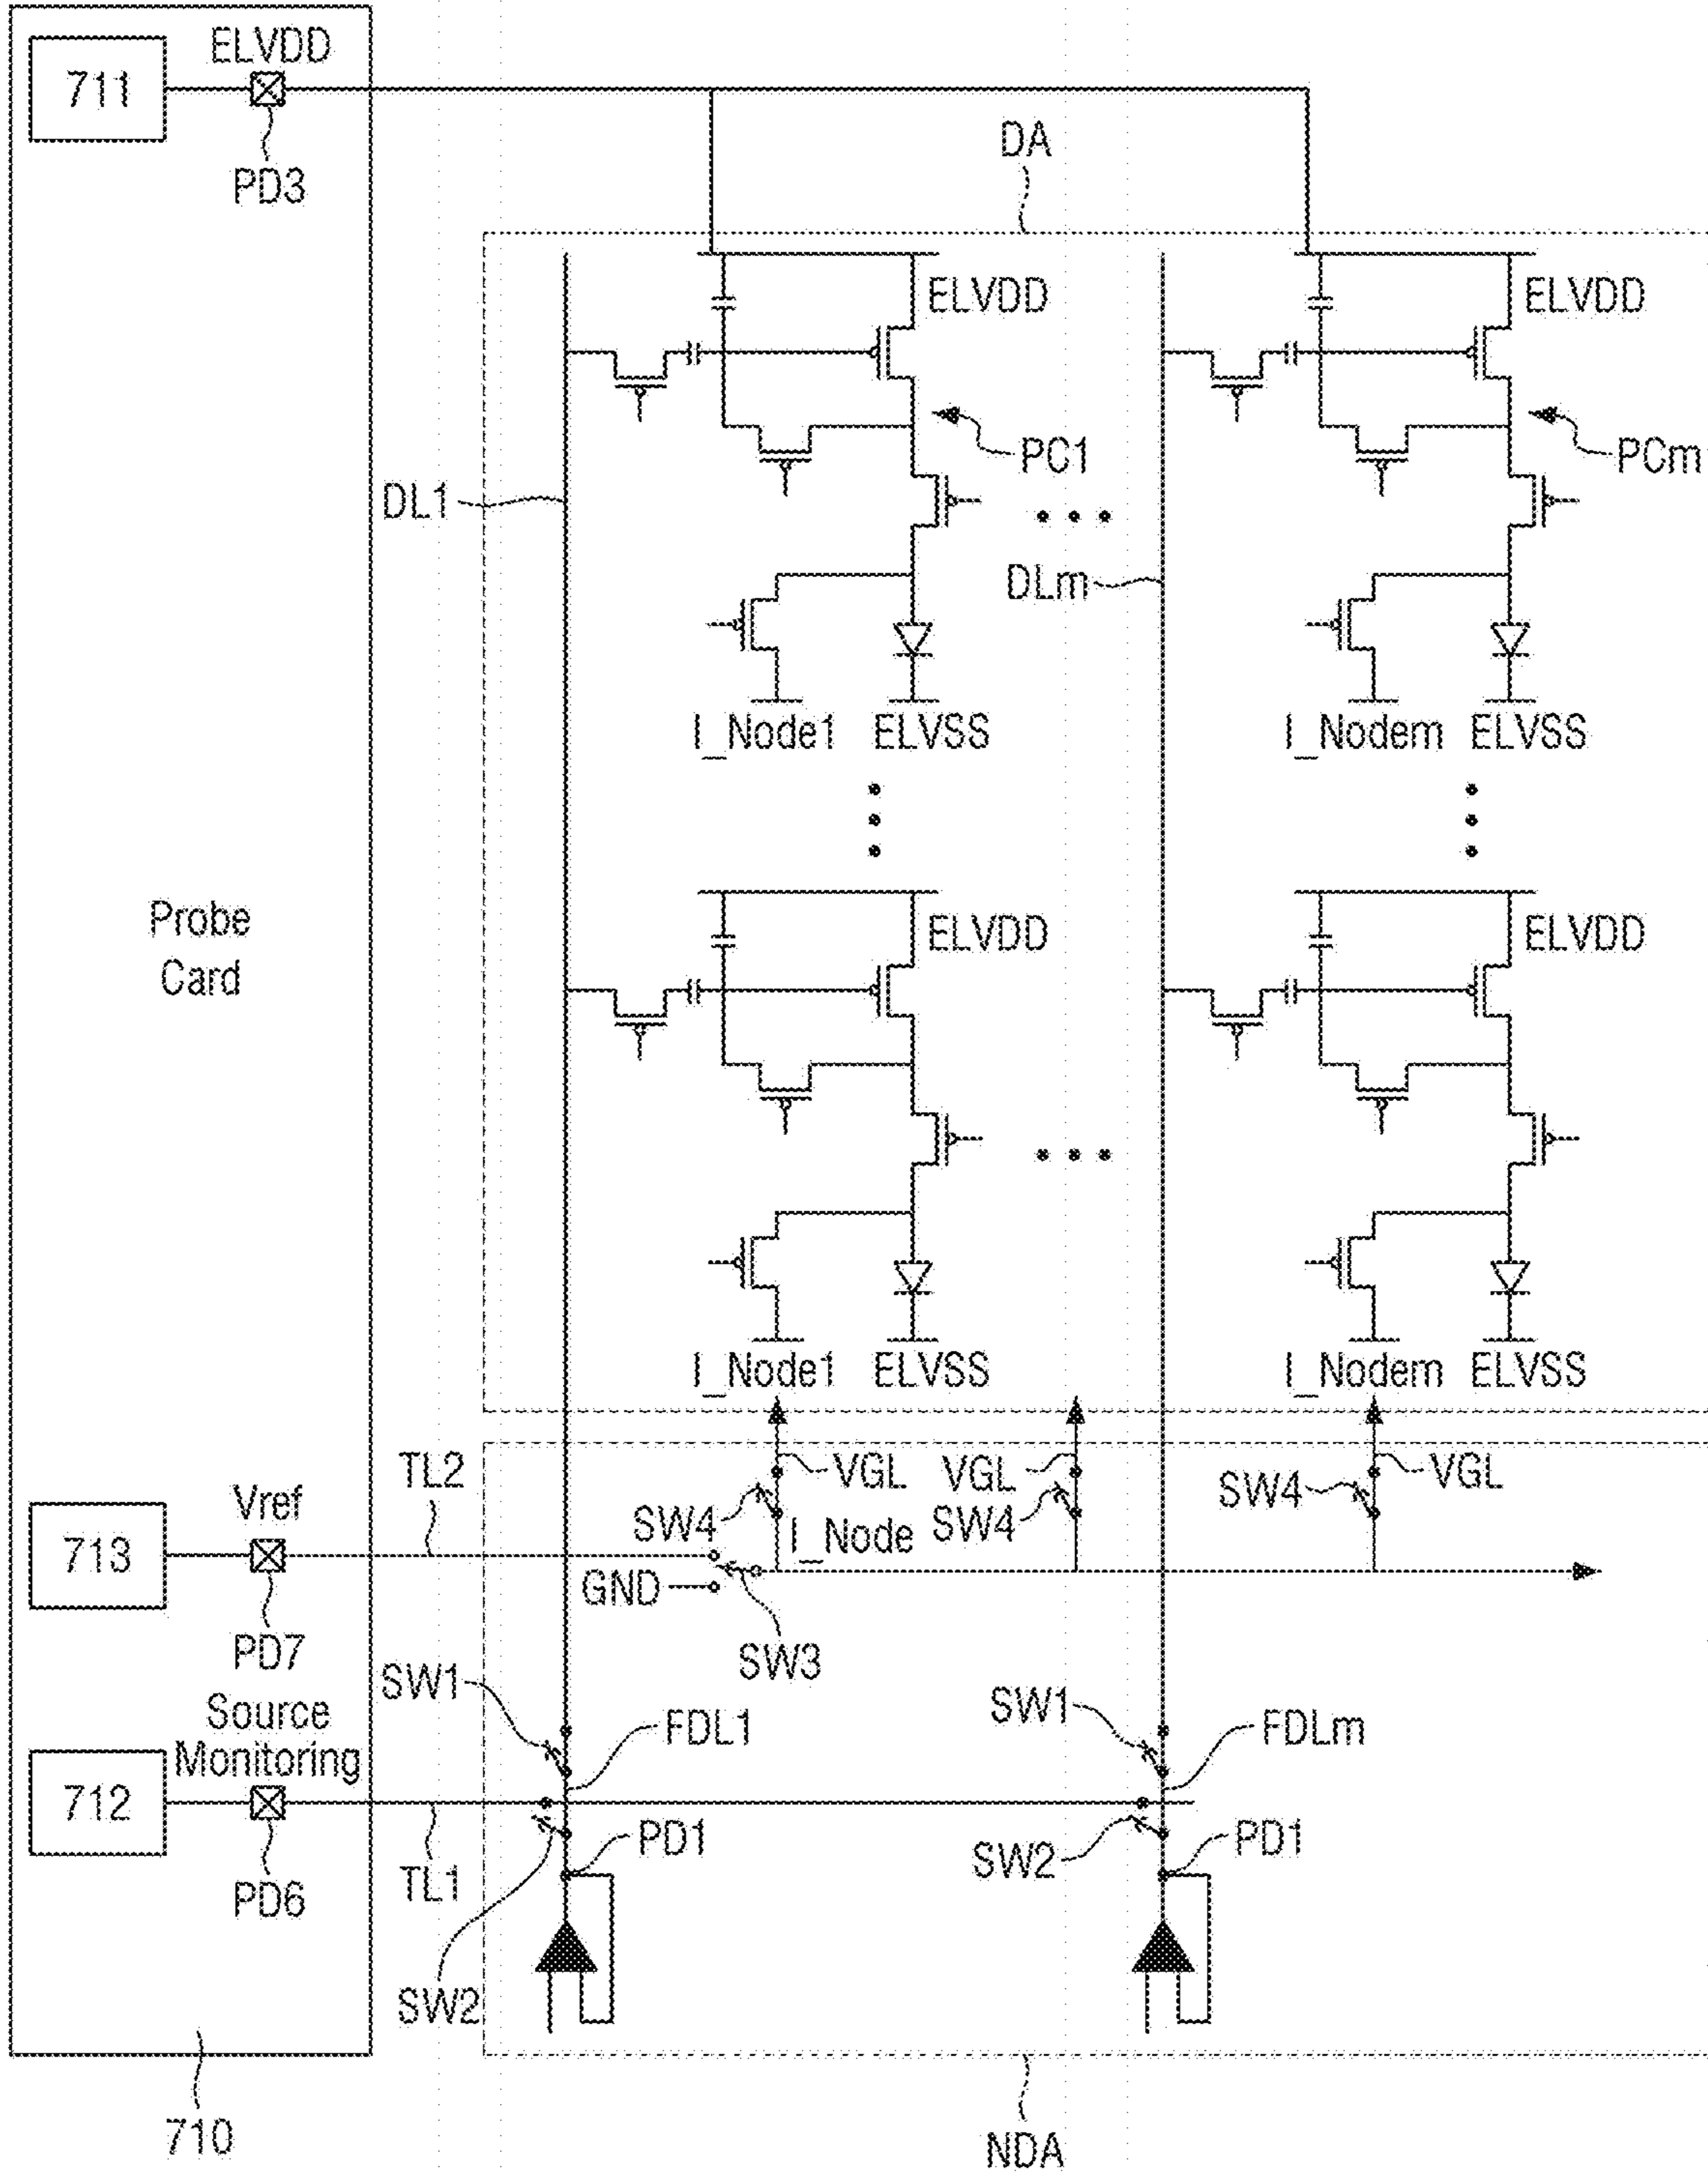 711
ELVDD
PD3
DA
ELVDD
ELVDD
PC1
PCm
DL1
DLm
I_Node1
ELVSS
I_Nodem
ELVSS
Probe
Card
ELVDD
ELVDD
I_Node1
ELVSS
I_Nodem
ELVSS
TL2
VGL
VGL
VGL
Vref
SW4
SW4
SW4
713
I_Node
GND
PD7
SW3
SW1
SW1
Source
Monitoring
FDL1
FDLm
712
PD1
PD1
SW2
TL1
PD6
SW2
710
NDA